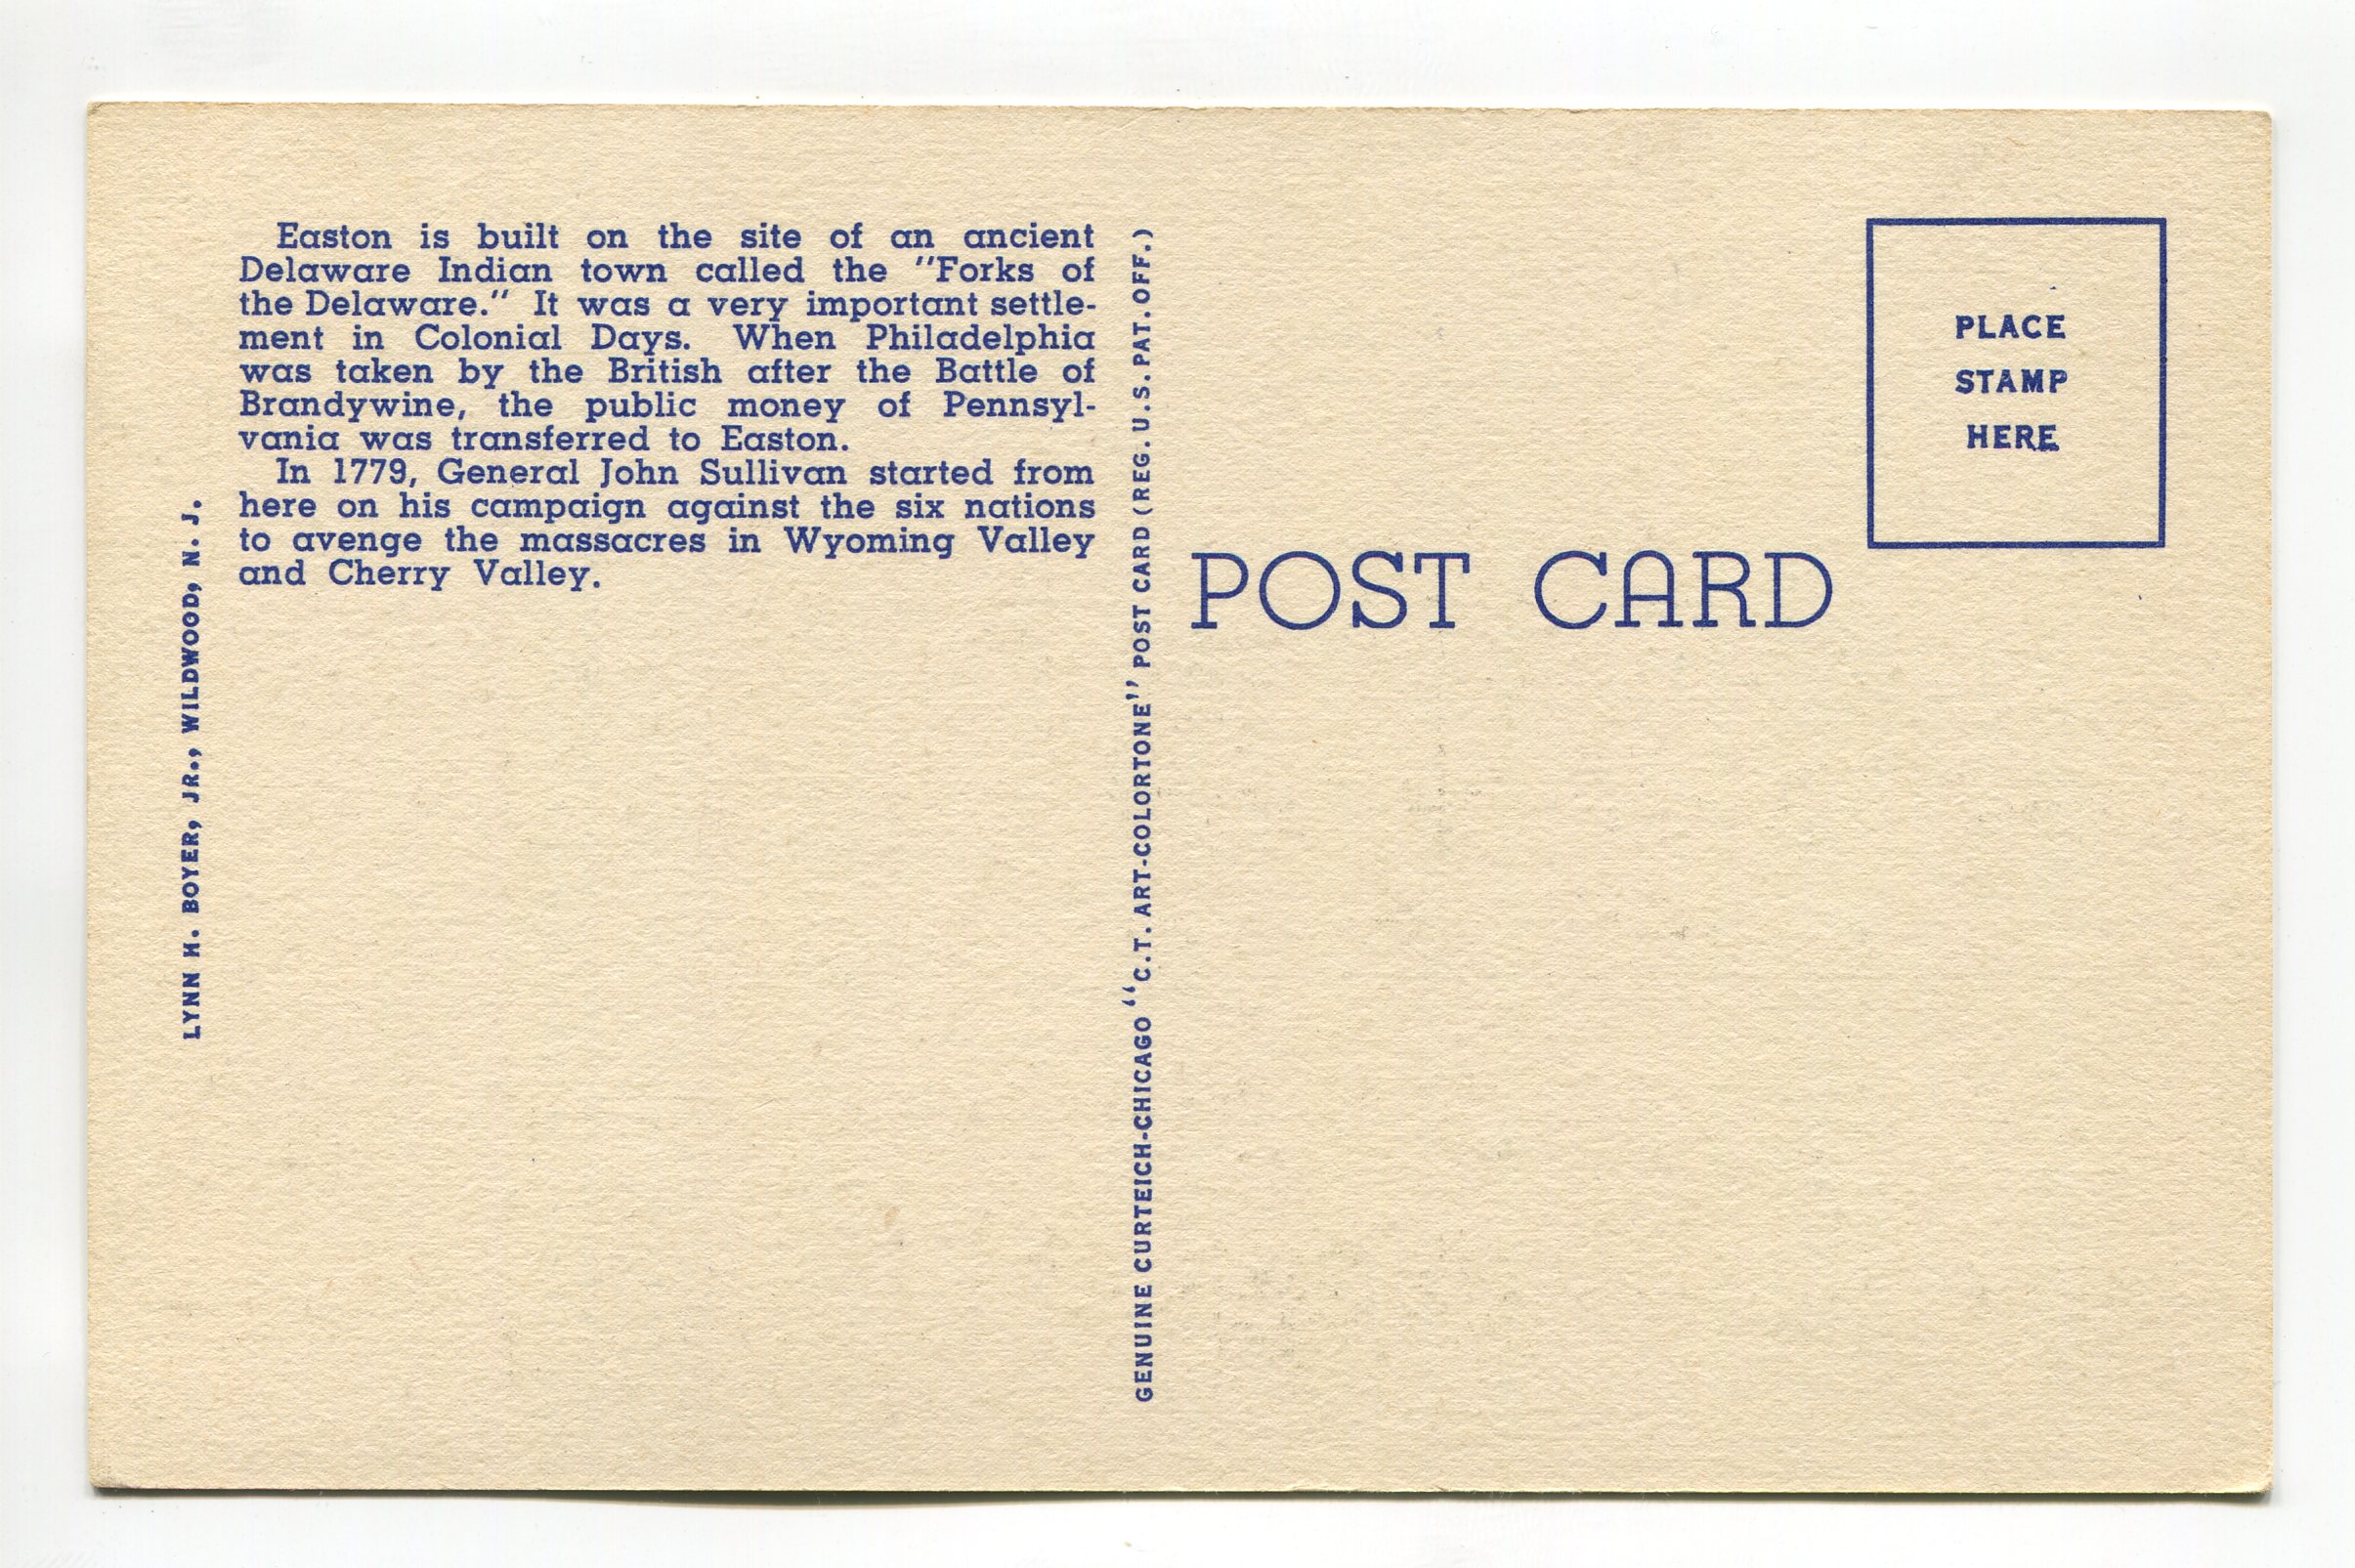 Easton is built on the site of an ancient
Delaware Indian town called the "Forks of
the Delaware." It was a very important settle-
ment in Colonial Days. When Philadelphia
was taken by the British after the Battle of
Brandywine, the public money of Pennsyl-
vania was transferred to Easton.
In 1779, General John Sullivan started from
here on his campaign against the six nations
to avenge the massacres in Wyoming Valley
and Cherry Valley.
LYNN H. BOYER, JR., WILDWOOD, N. J.
GENUINE CURTEICH-CHICAGO "C.T. ART-COLORTONE" POST CARD (REG. U.S. PAT. OFF.)
POST CARD
PLACE
STAMP
HERE